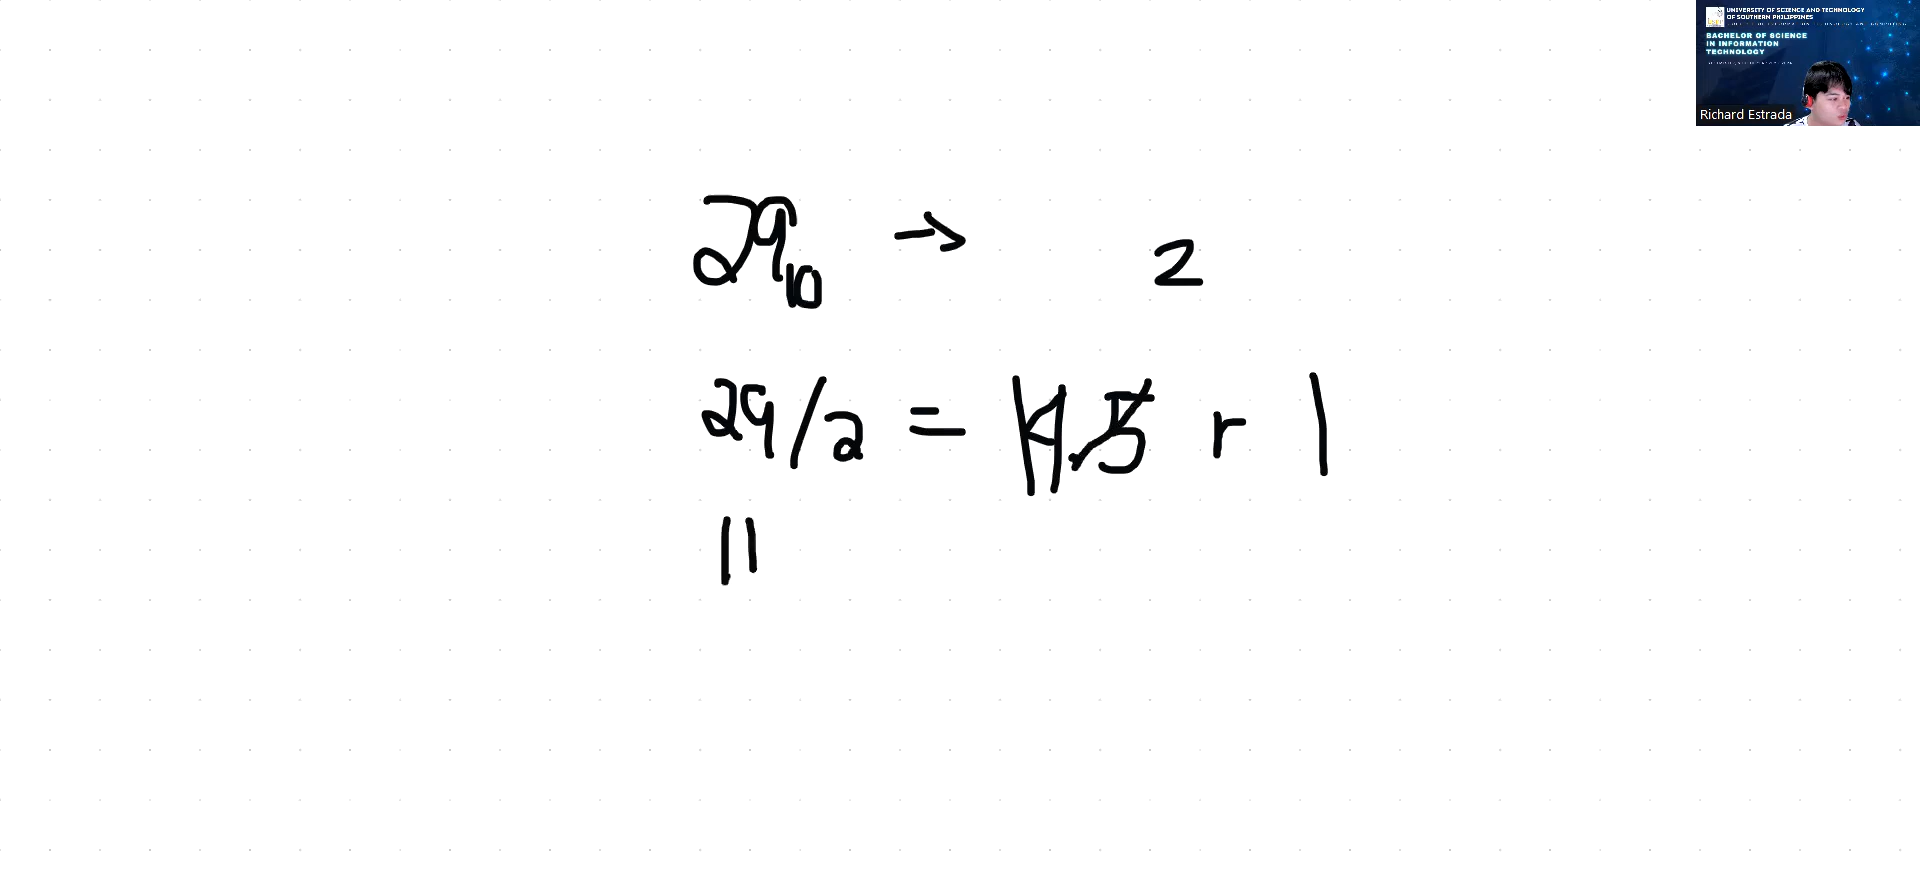 UNIVERSITY OF SCIENCE AND TECHNOLOGY
OF SOUTHERN PHILIPPINES
BACHELOR OF SCIENCE
IN INFORMATION
TECHNOLOGY
Richard Estrada
29₁₀ → ₂
29/2 = 14.5 r 1
11